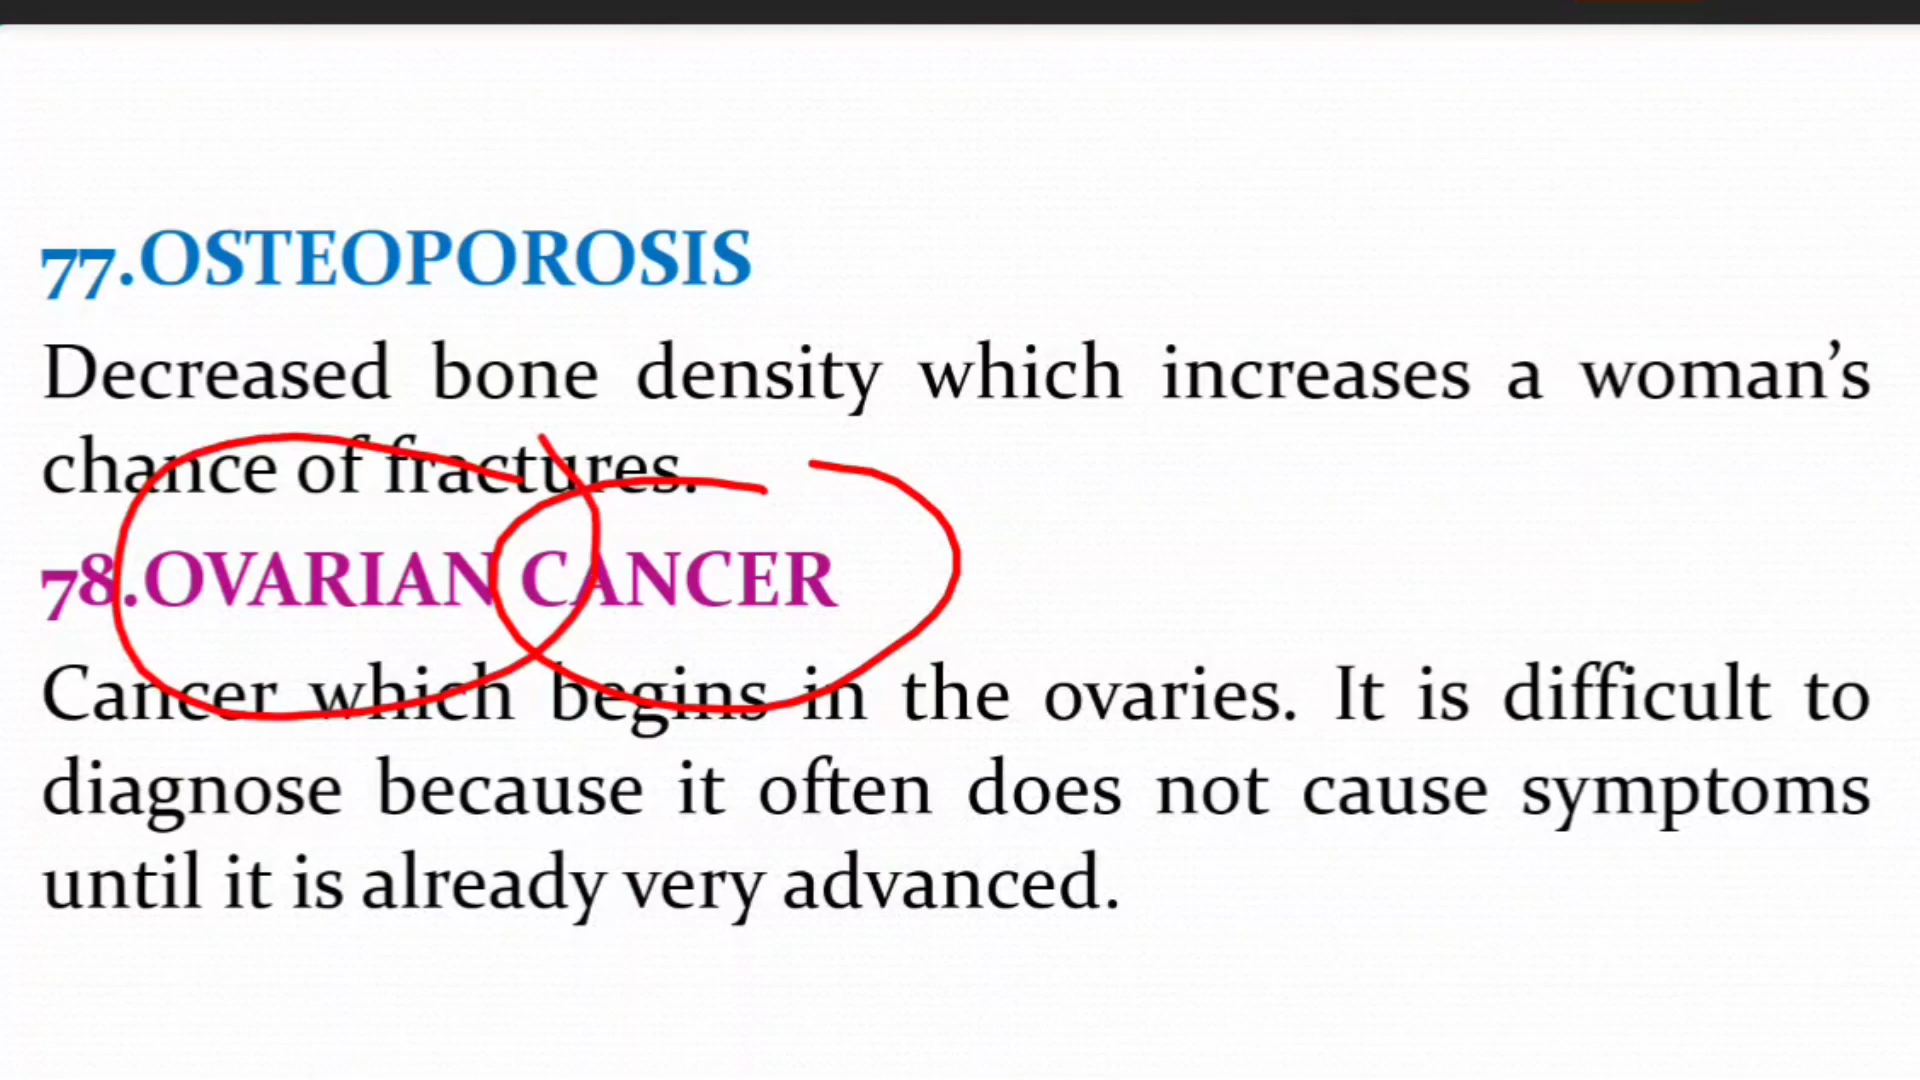 77.OSTEOPOROSIS
Decreased bone density which increases a woman’s
chance of fractures.
78.OVARIAN CANCER
Cancer which begins in the ovaries. It is difficult to
diagnose because it often does not cause symptoms
until it is already very advanced.